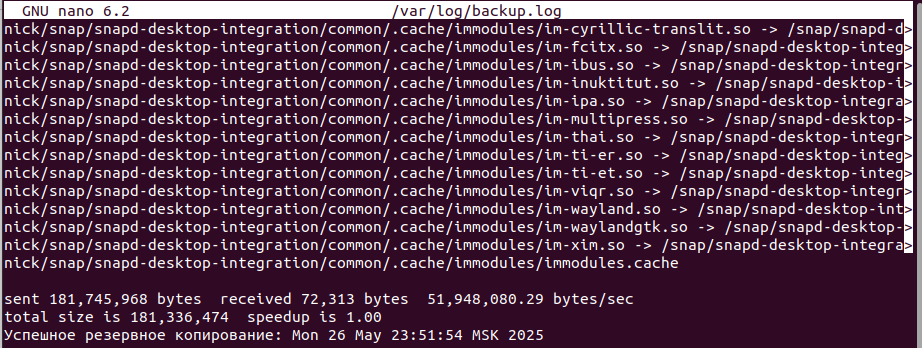 GNU nano 6.2 /var/log/backup.log
nick/snap/snapd-desktop-integration/common/.cache/immodules/im-cyrillic-translit.so -> /snap/snapd-d>
nick/snap/snapd-desktop-integration/common/.cache/immodules/im-fcitx.so -> /snap/snapd-desktop-integ>
nick/snap/snapd-desktop-integration/common/.cache/immodules/im-ibus.so -> /snap/snapd-desktop-integr>
nick/snap/snapd-desktop-integration/common/.cache/immodules/im-inuktitut.so -> /snap/snapd-desktop-i>
nick/snap/snapd-desktop-integration/common/.cache/immodules/im-ipa.so -> /snap/snapd-desktop-integra>
nick/snap/snapd-desktop-integration/common/.cache/immodules/im-multipress.so -> /snap/snapd-desktop->
nick/snap/snapd-desktop-integration/common/.cache/immodules/im-thai.so -> /snap/snapd-desktop-integr>
nick/snap/snapd-desktop-integration/common/.cache/immodules/im-ti-er.so -> /snap/snapd-desktop-integ>
nick/snap/snapd-desktop-integration/common/.cache/immodules/im-ti-et.so -> /snap/snapd-desktop-integ>
nick/snap/snapd-desktop-integration/common/.cache/immodules/im-viqr.so -> /snap/snapd-desktop-integr>
nick/snap/snapd-desktop-integration/common/.cache/immodules/im-wayland.so -> /snap/snapd-desktop-int>
nick/snap/snapd-desktop-integration/common/.cache/immodules/im-waylandgtk.so -> /snap/snapd-desktop->
nick/snap/snapd-desktop-integration/common/.cache/immodules/im-xim.so -> /snap/snapd-desktop-integra>
nick/snap/snapd-desktop-integration/common/.cache/immodules/immodules.cache
sent 181,745,968 bytes  received 72,313 bytes  51,948,080.29 bytes/sec
total size is 181,336,474  speedup is 1.00
Успешное резервное копирование: Mon 26 May 23:51:54 MSK 2025